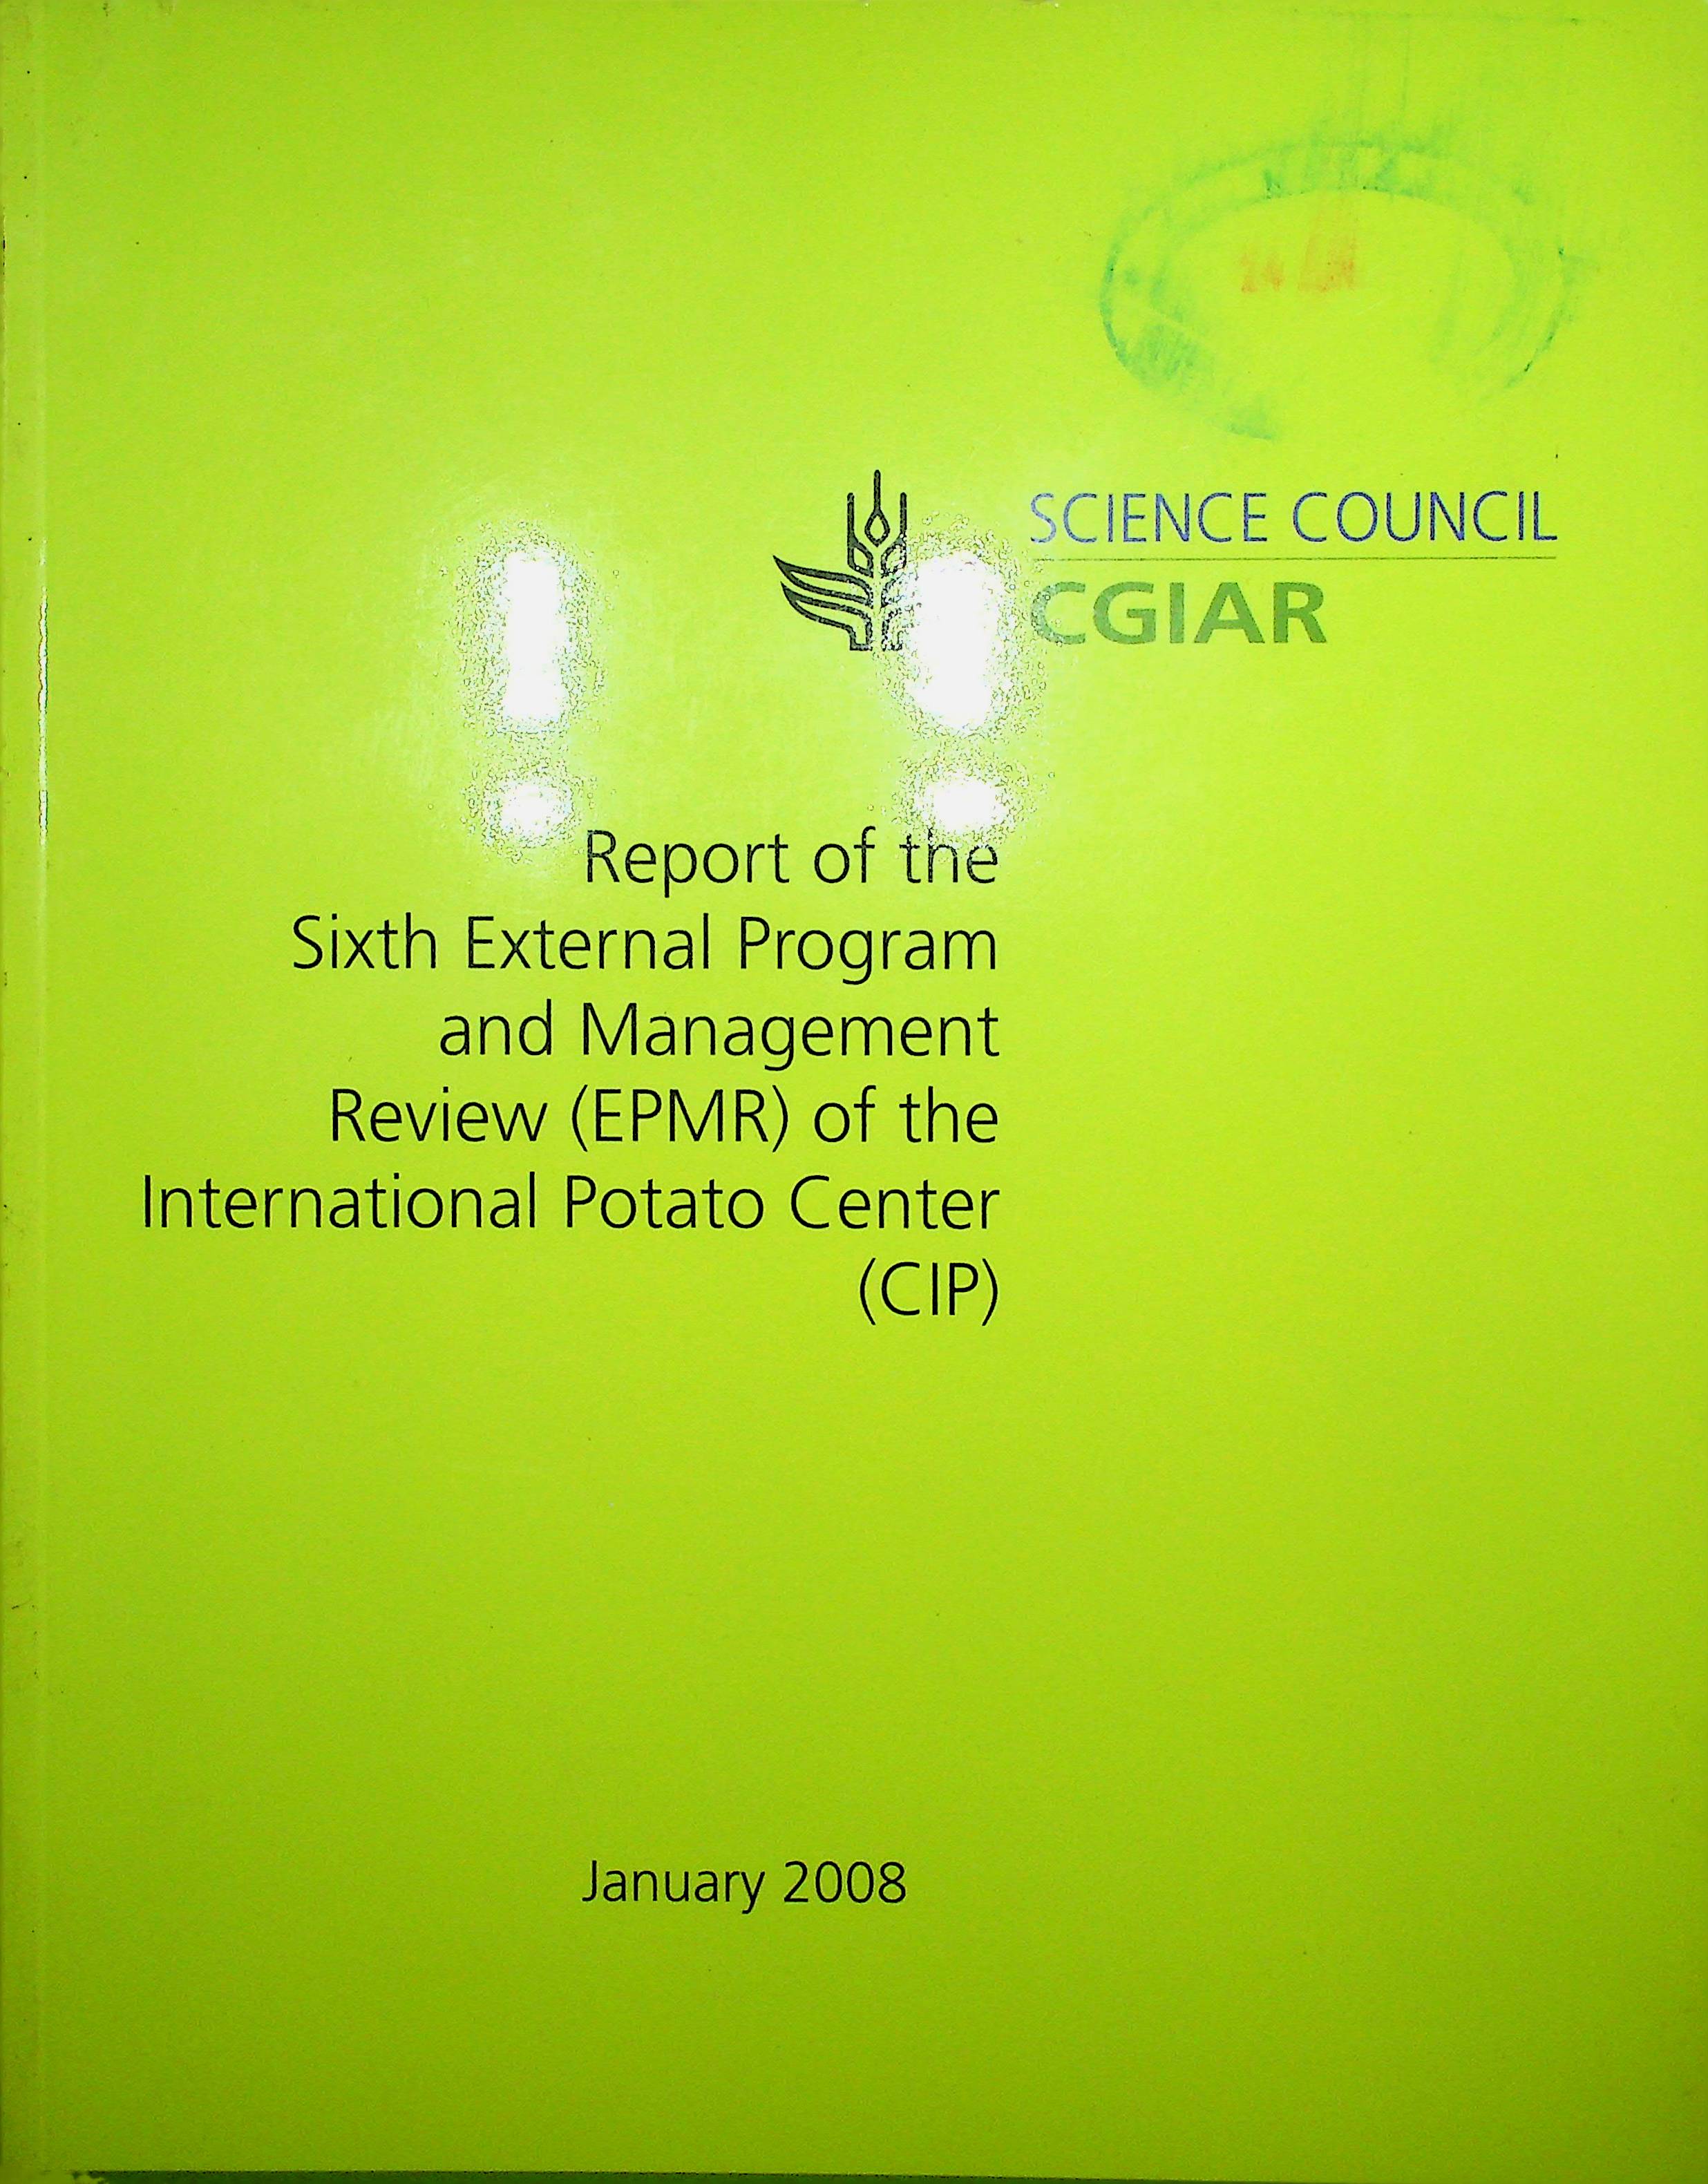 SCIENCE COUNCIL
CGIAR
Report of the
Sixth External Program
and Management
Review (EPMR) of the
International Potato Center
(CIP)
January 2008